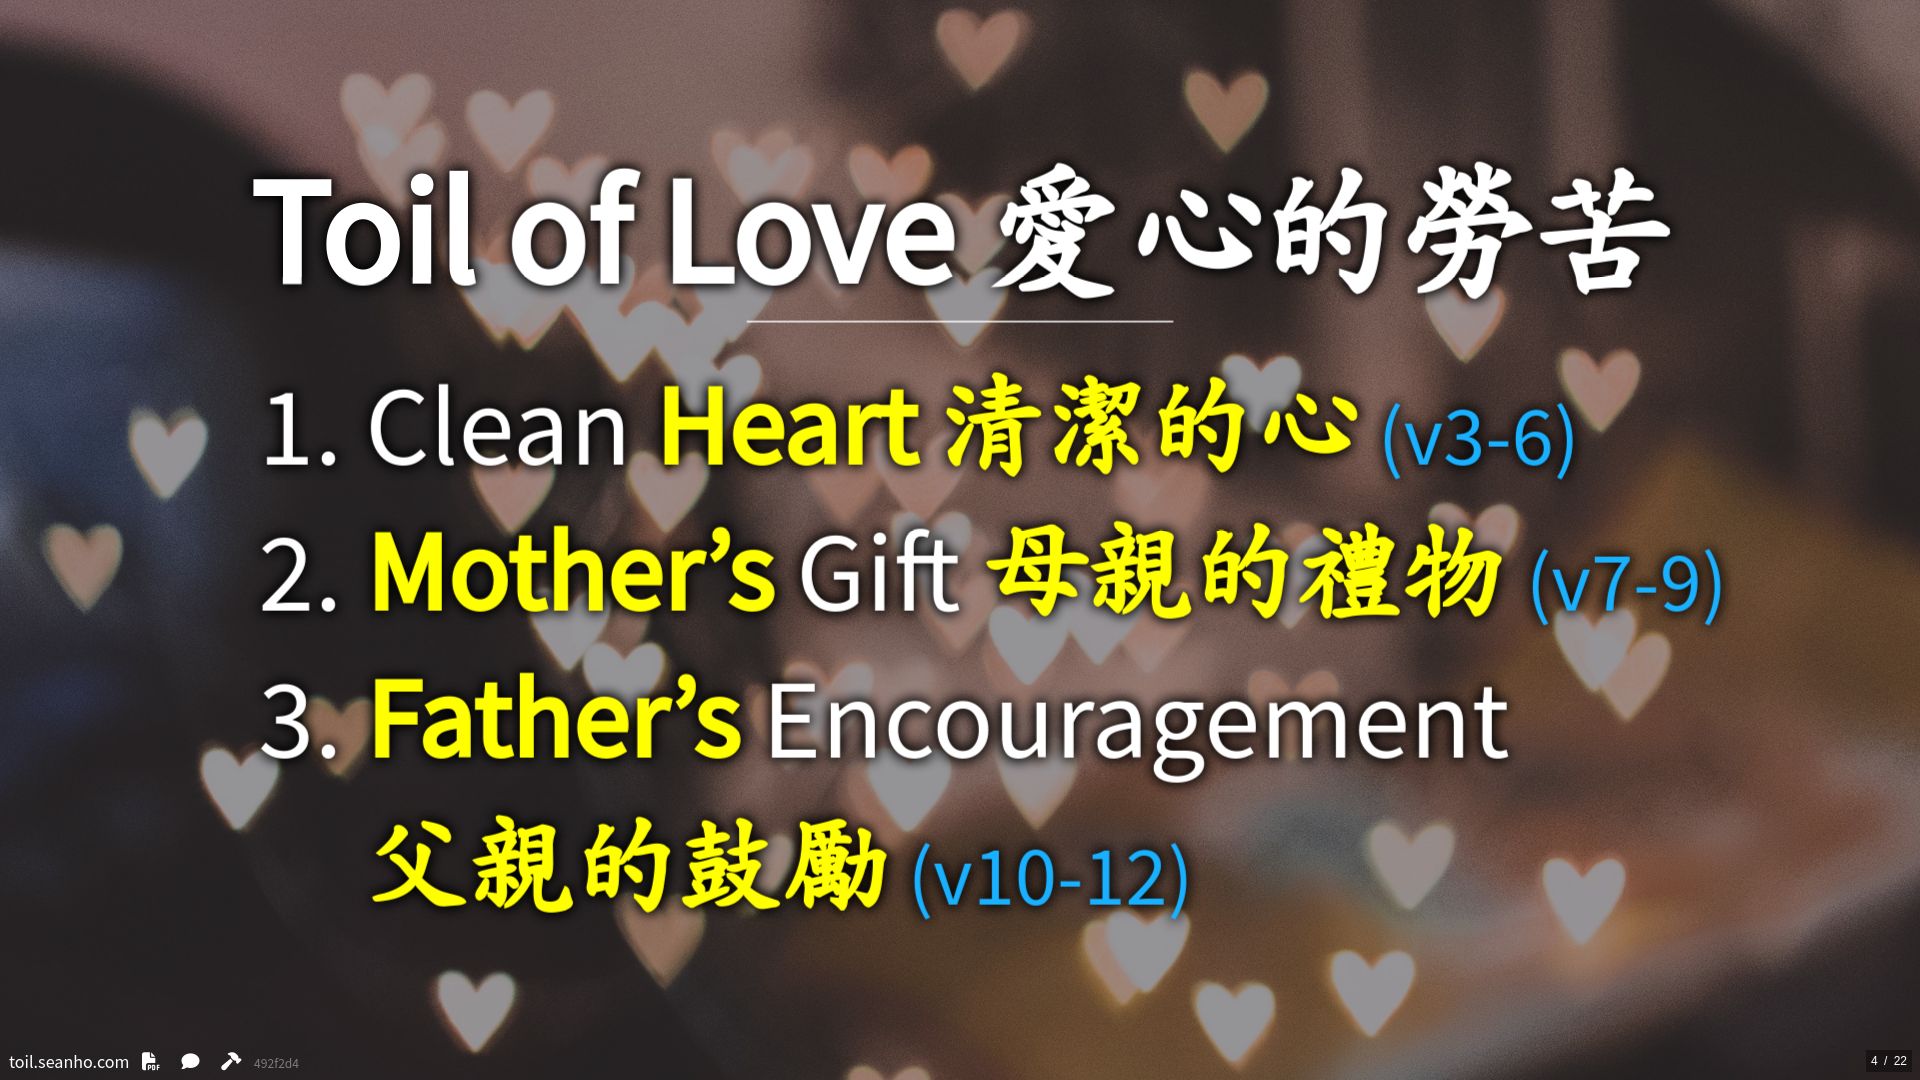 Toil of Love 愛心的勞苦
1. Clean Heart 清潔的心 (v3-6)
2. Mother’s Gift 母親的禮物 (v7-9)
3. Father’s Encouragement
父親的鼓勵 (v10-12)
toil.seanho.com PDF 492f2d4
4 / 22